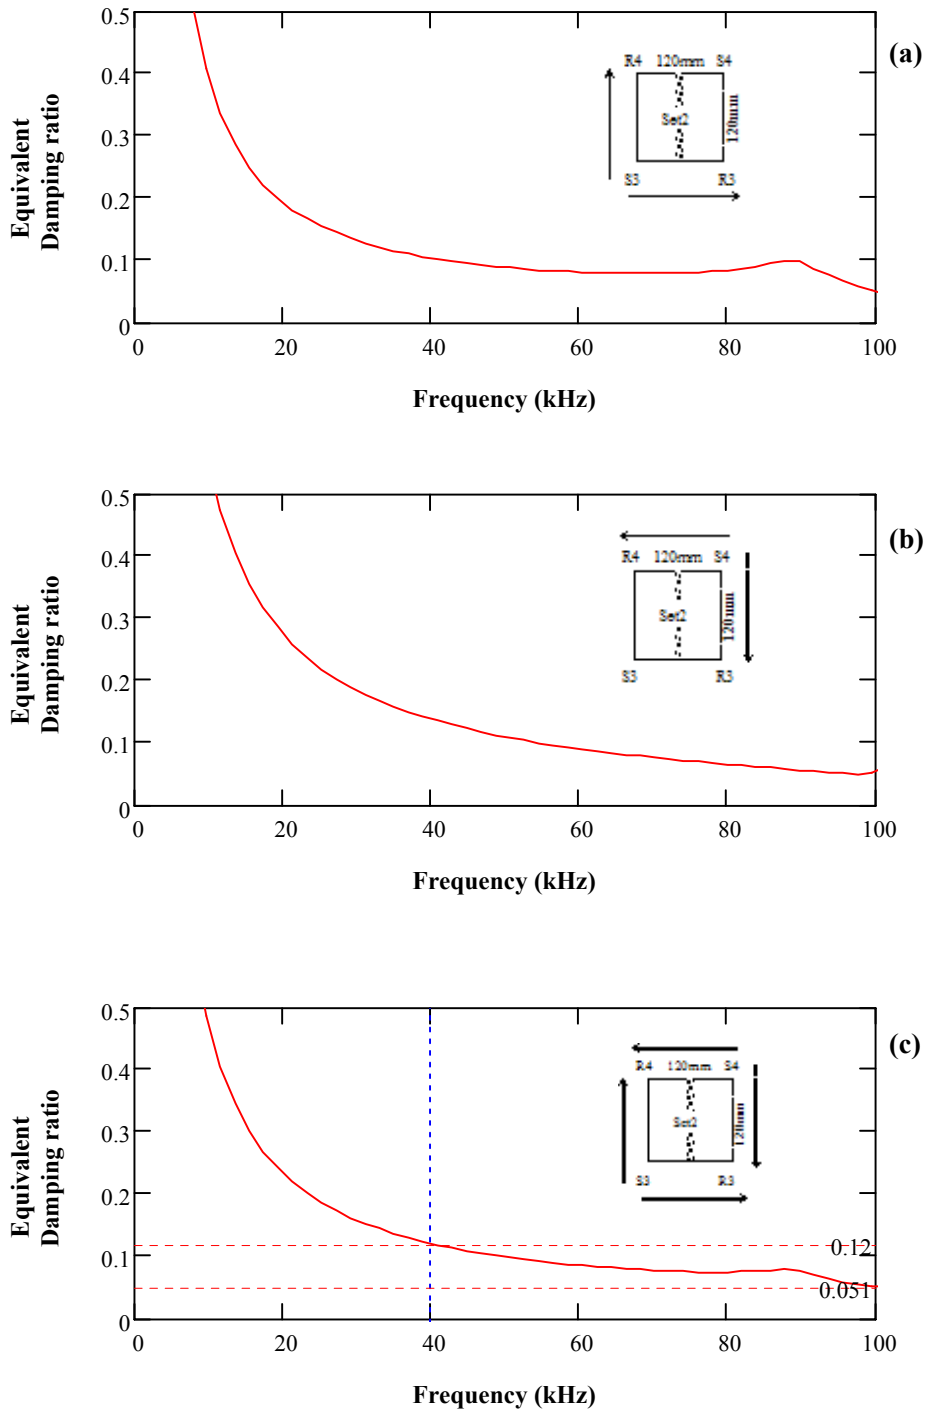 0.5
(a)
R4 120mm S4
0.4
Equivalent
Damping ratio
0.3
Set2
120mm
0.2
S3 R3
0.1
0
0 20 40 60 80 100
Frequency (kHz)
0.5
(b)
R4 120mm S4
0.4
Equivalent
Damping ratio
0.3
Set2
120mm
0.2
S3 R3
0.1
0
0 20 40 60 80 100
Frequency (kHz)
0.5
(c)
R4 120mm S4
0.4
Equivalent
Damping ratio
0.3
Set2
120mm
0.2
S3 R3
0.1
0.12
0.051
0
0 20 40 60 80 100
Frequency (kHz)